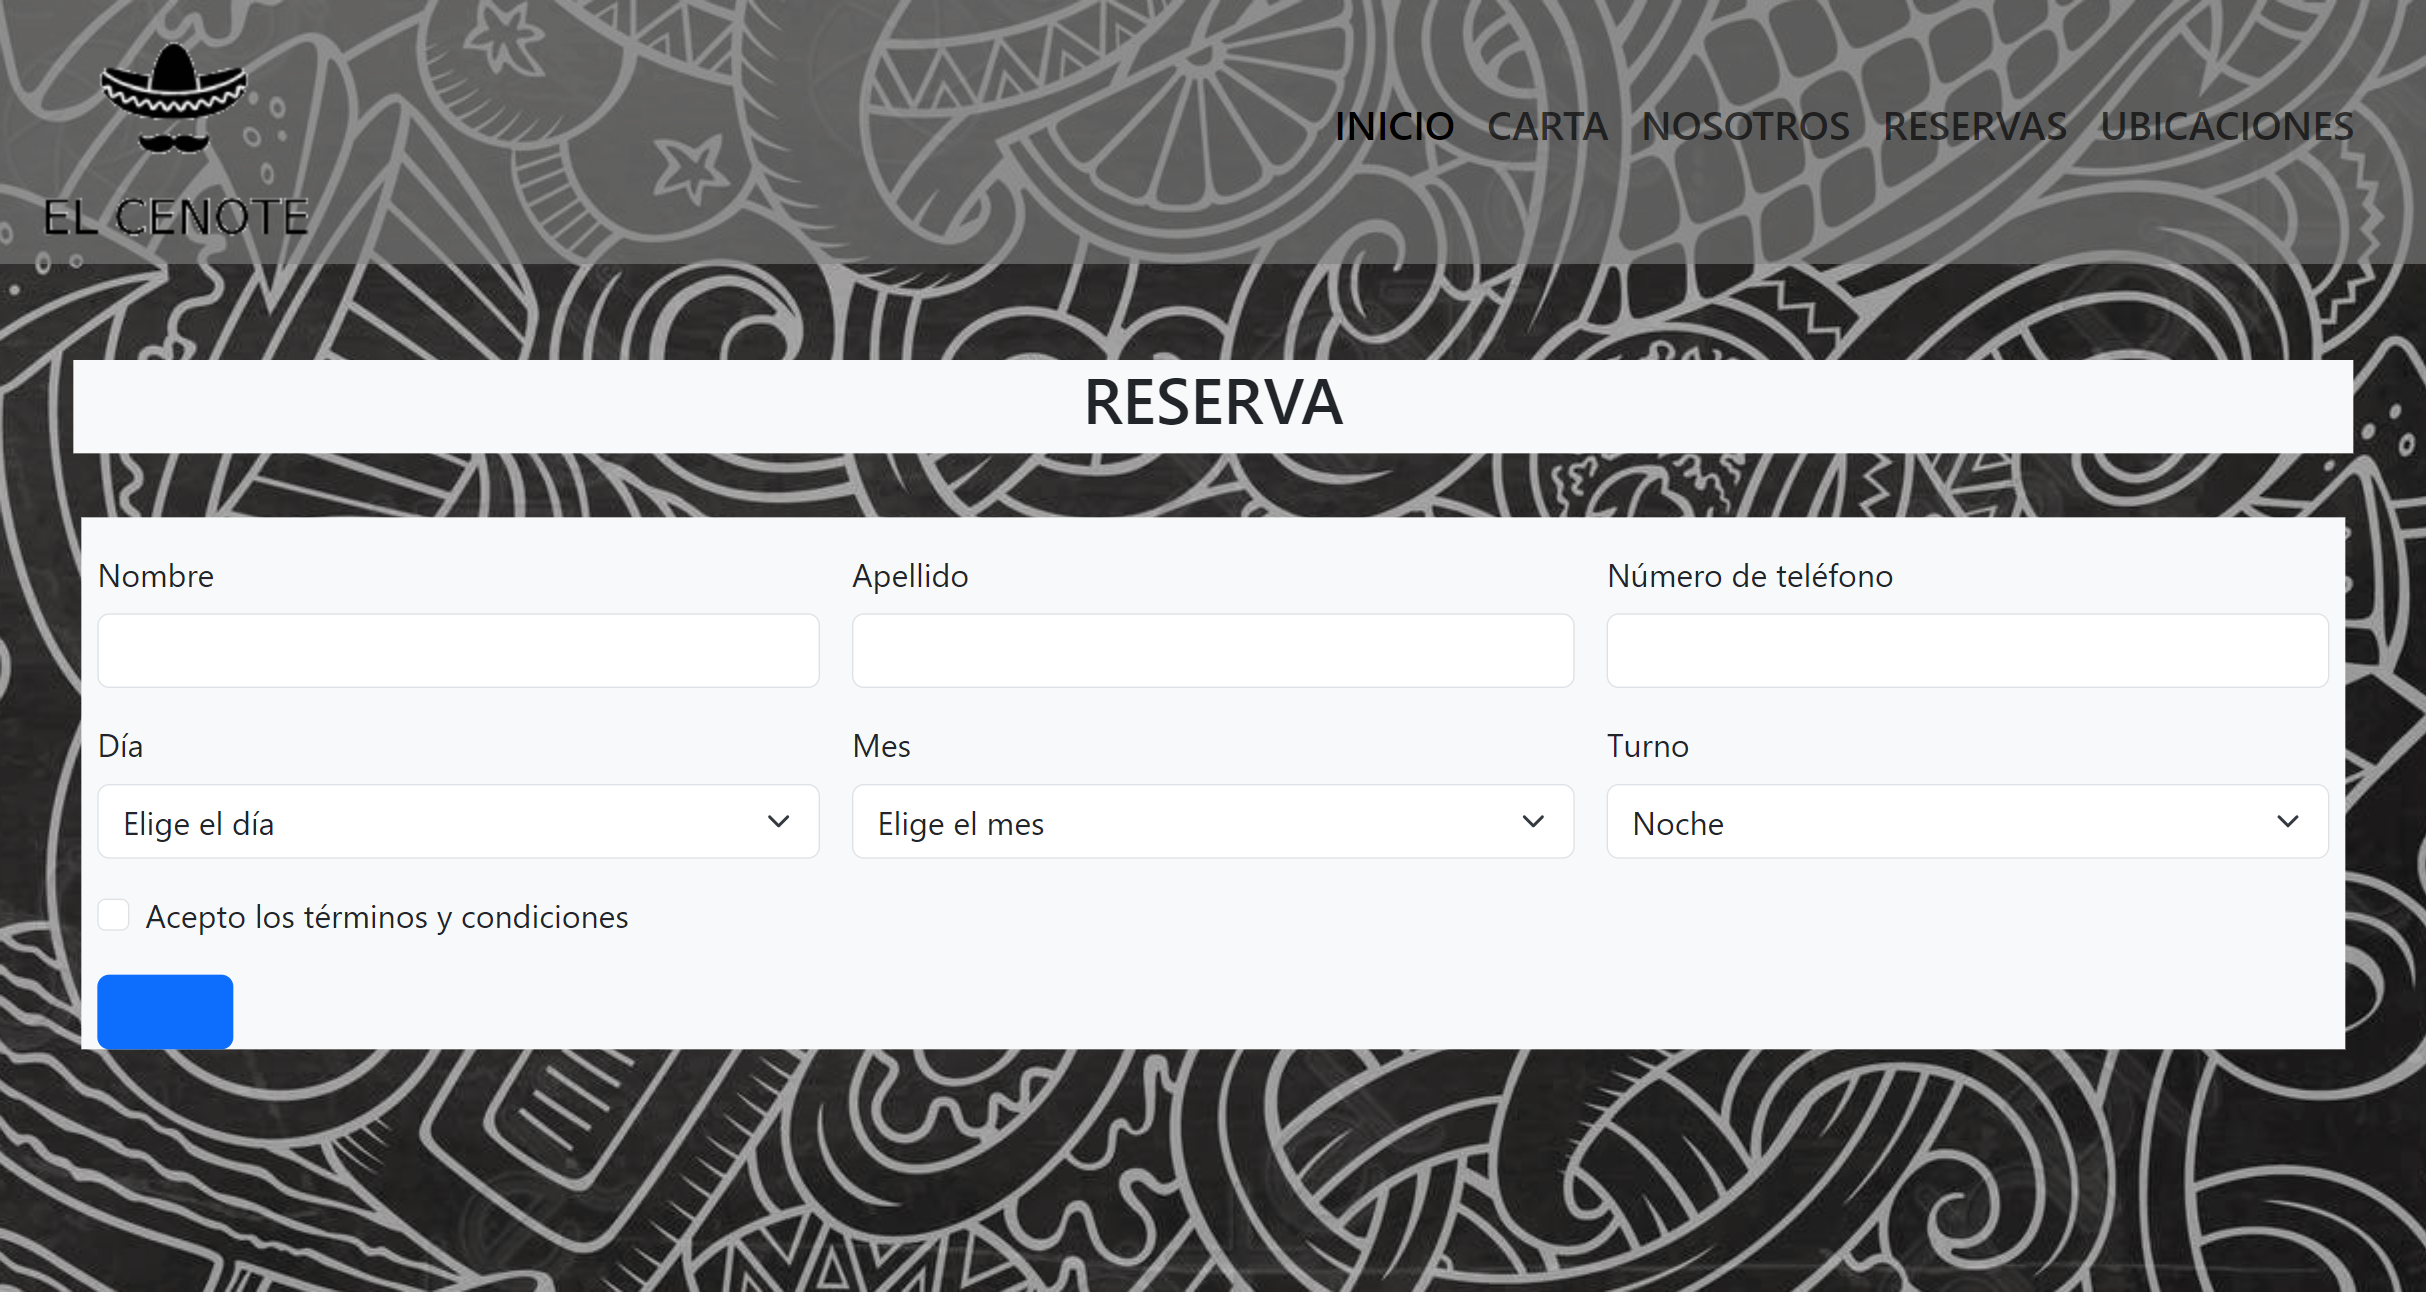 EL CENOTE
INICIO CARTA NOSOTROS RESERVAS UBICACIONES
RESERVA
Nombre Apellido Número de teléfono
Día Mes Turno
Elige el día Elige el mes Noche
Acepto los términos y condiciones